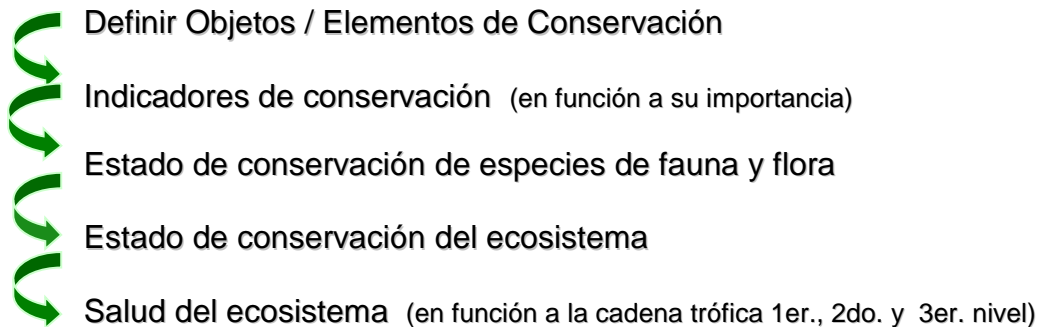 Definir Objetos / Elementos de Conservación
Indicadores de conservación (en función a su importancia)
Estado de conservación de especies de fauna y flora
Estado de conservación del ecosistema
Salud del ecosistema (en función a la cadena trófica 1er., 2do. y 3er. nivel)